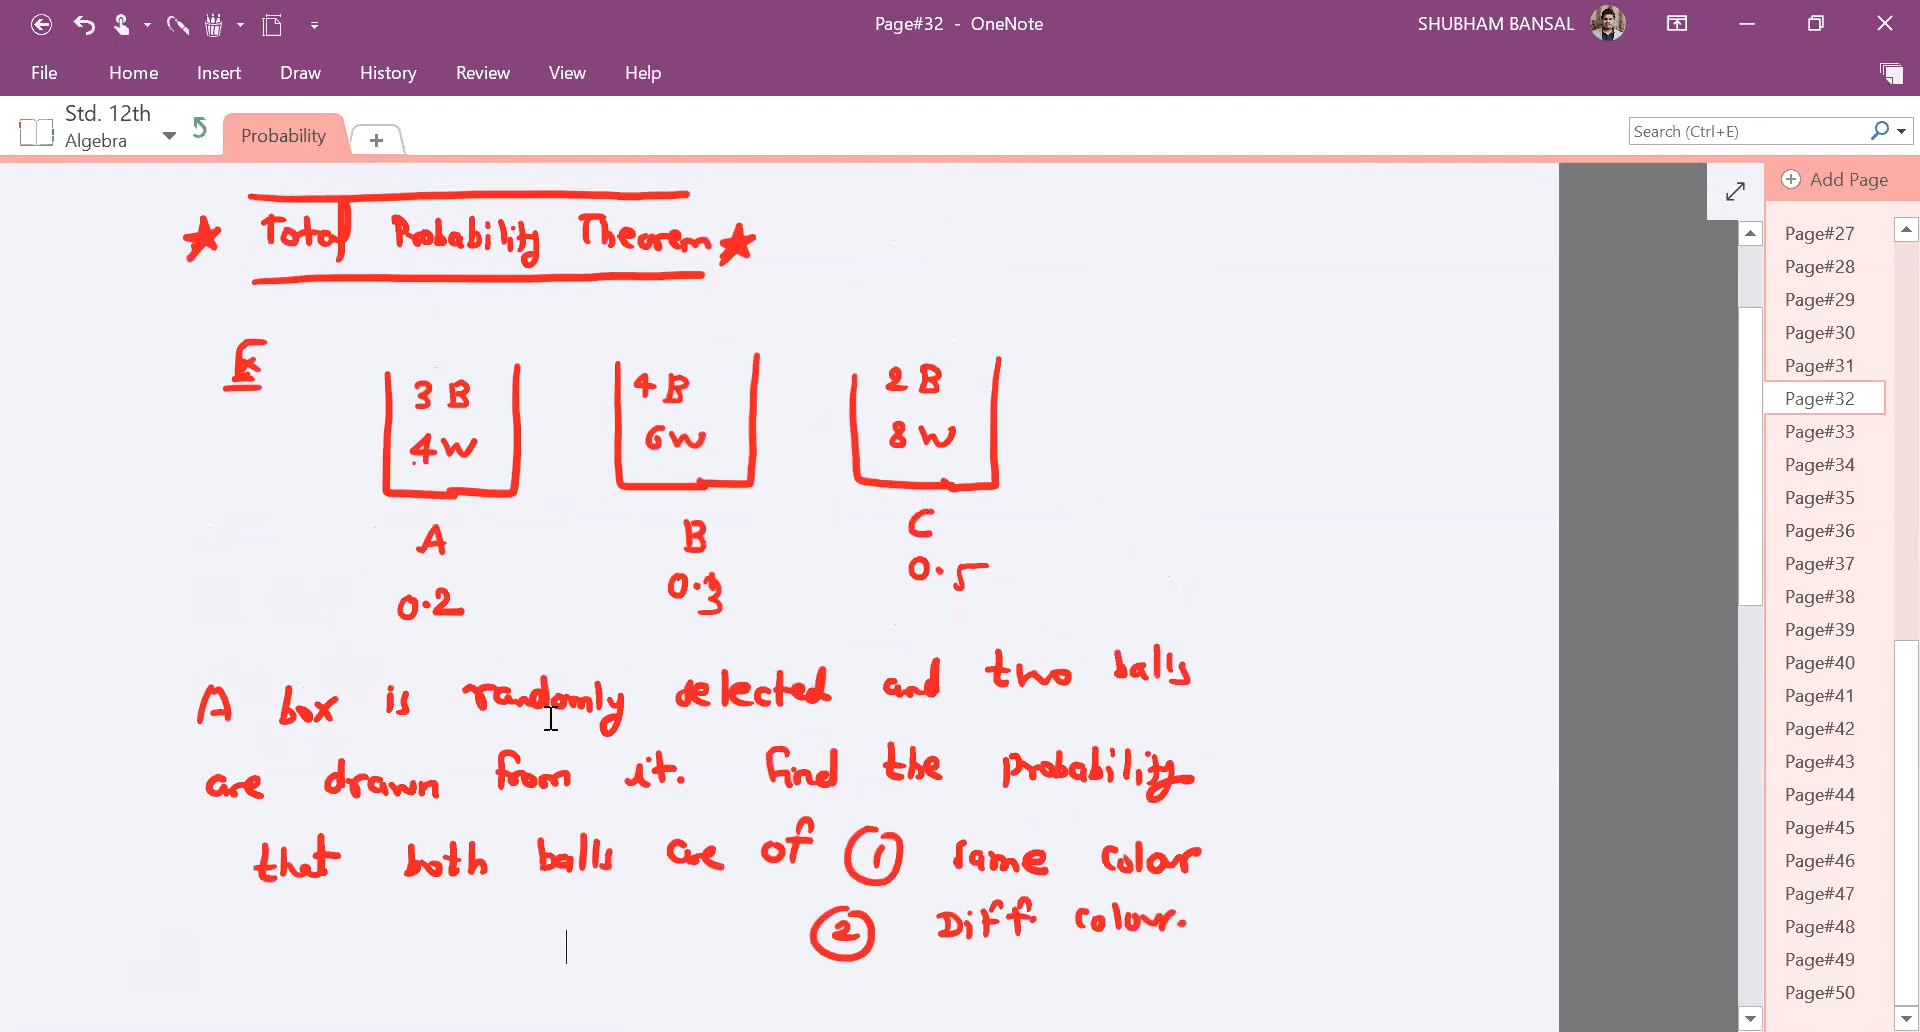 Page#32 - OneNote
SHUBHAM BANSAL
File Home Insert Draw History Review View Help
Std. 12th
Algebra
Probability
+
Search (Ctrl+E)
Add Page
Total Probability Theorem
Ex
3 B
4 W
4 B
6 W
2 B
8 W
A
B
C
0.2
0.3
0.5
A box is randomly selected and two balls
are drawn from it. Find the probability
that both balls are of ① same color
② Diff colour.
Page#27
Page#28
Page#29
Page#30
Page#31
Page#32
Page#33
Page#34
Page#35
Page#36
Page#37
Page#38
Page#39
Page#40
Page#41
Page#42
Page#43
Page#44
Page#45
Page#46
Page#47
Page#48
Page#49
Page#50